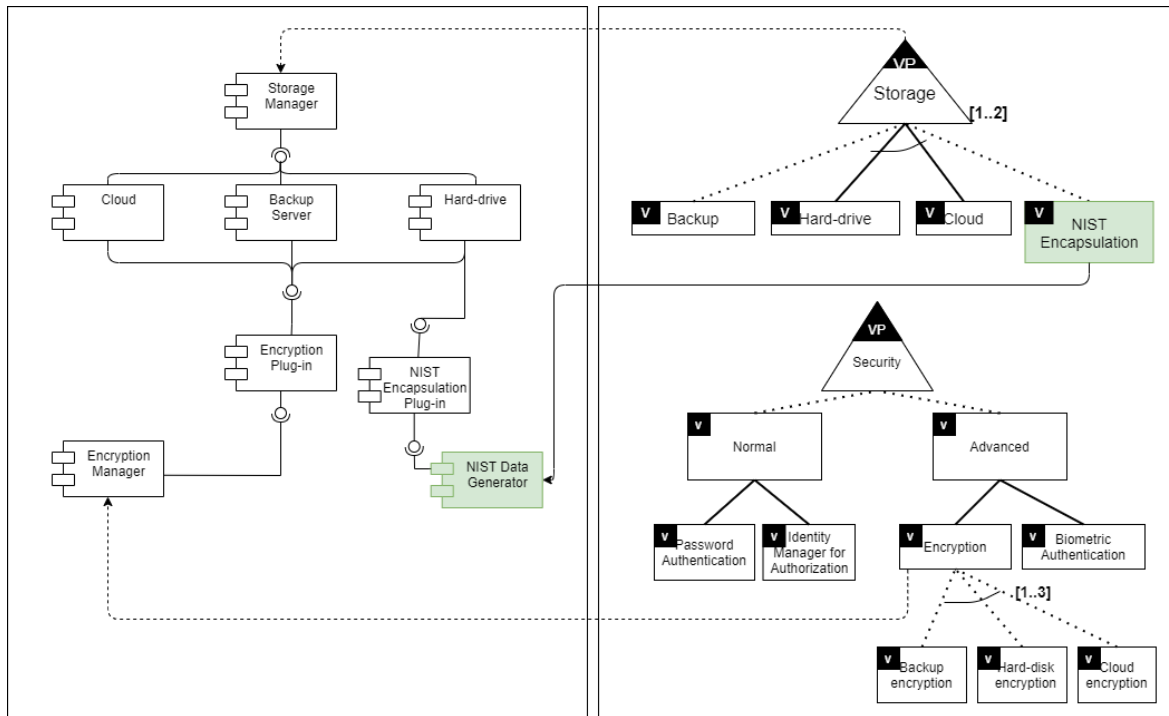 Storage
Manager
Cloud
Backup
Server
Hard-drive
Encryption
Plug-in
NIST
Encapsulation
Plug-in
Encryption
Manager
NIST Data
Generator
VP
Storage
[1..2]
V
Backup
V
Hard-drive
V
Cloud
V
NIST
Encapsulation
VP
Security
v
Normal
v
Advanced
v
Password
Authentication
v
Identity
Manager for
Authorization
v
Encryption
v
Biometric
Authentication
[1..3]
v
Backup
encryption
v
Hard-disk
encryption
v
Cloud
encryption